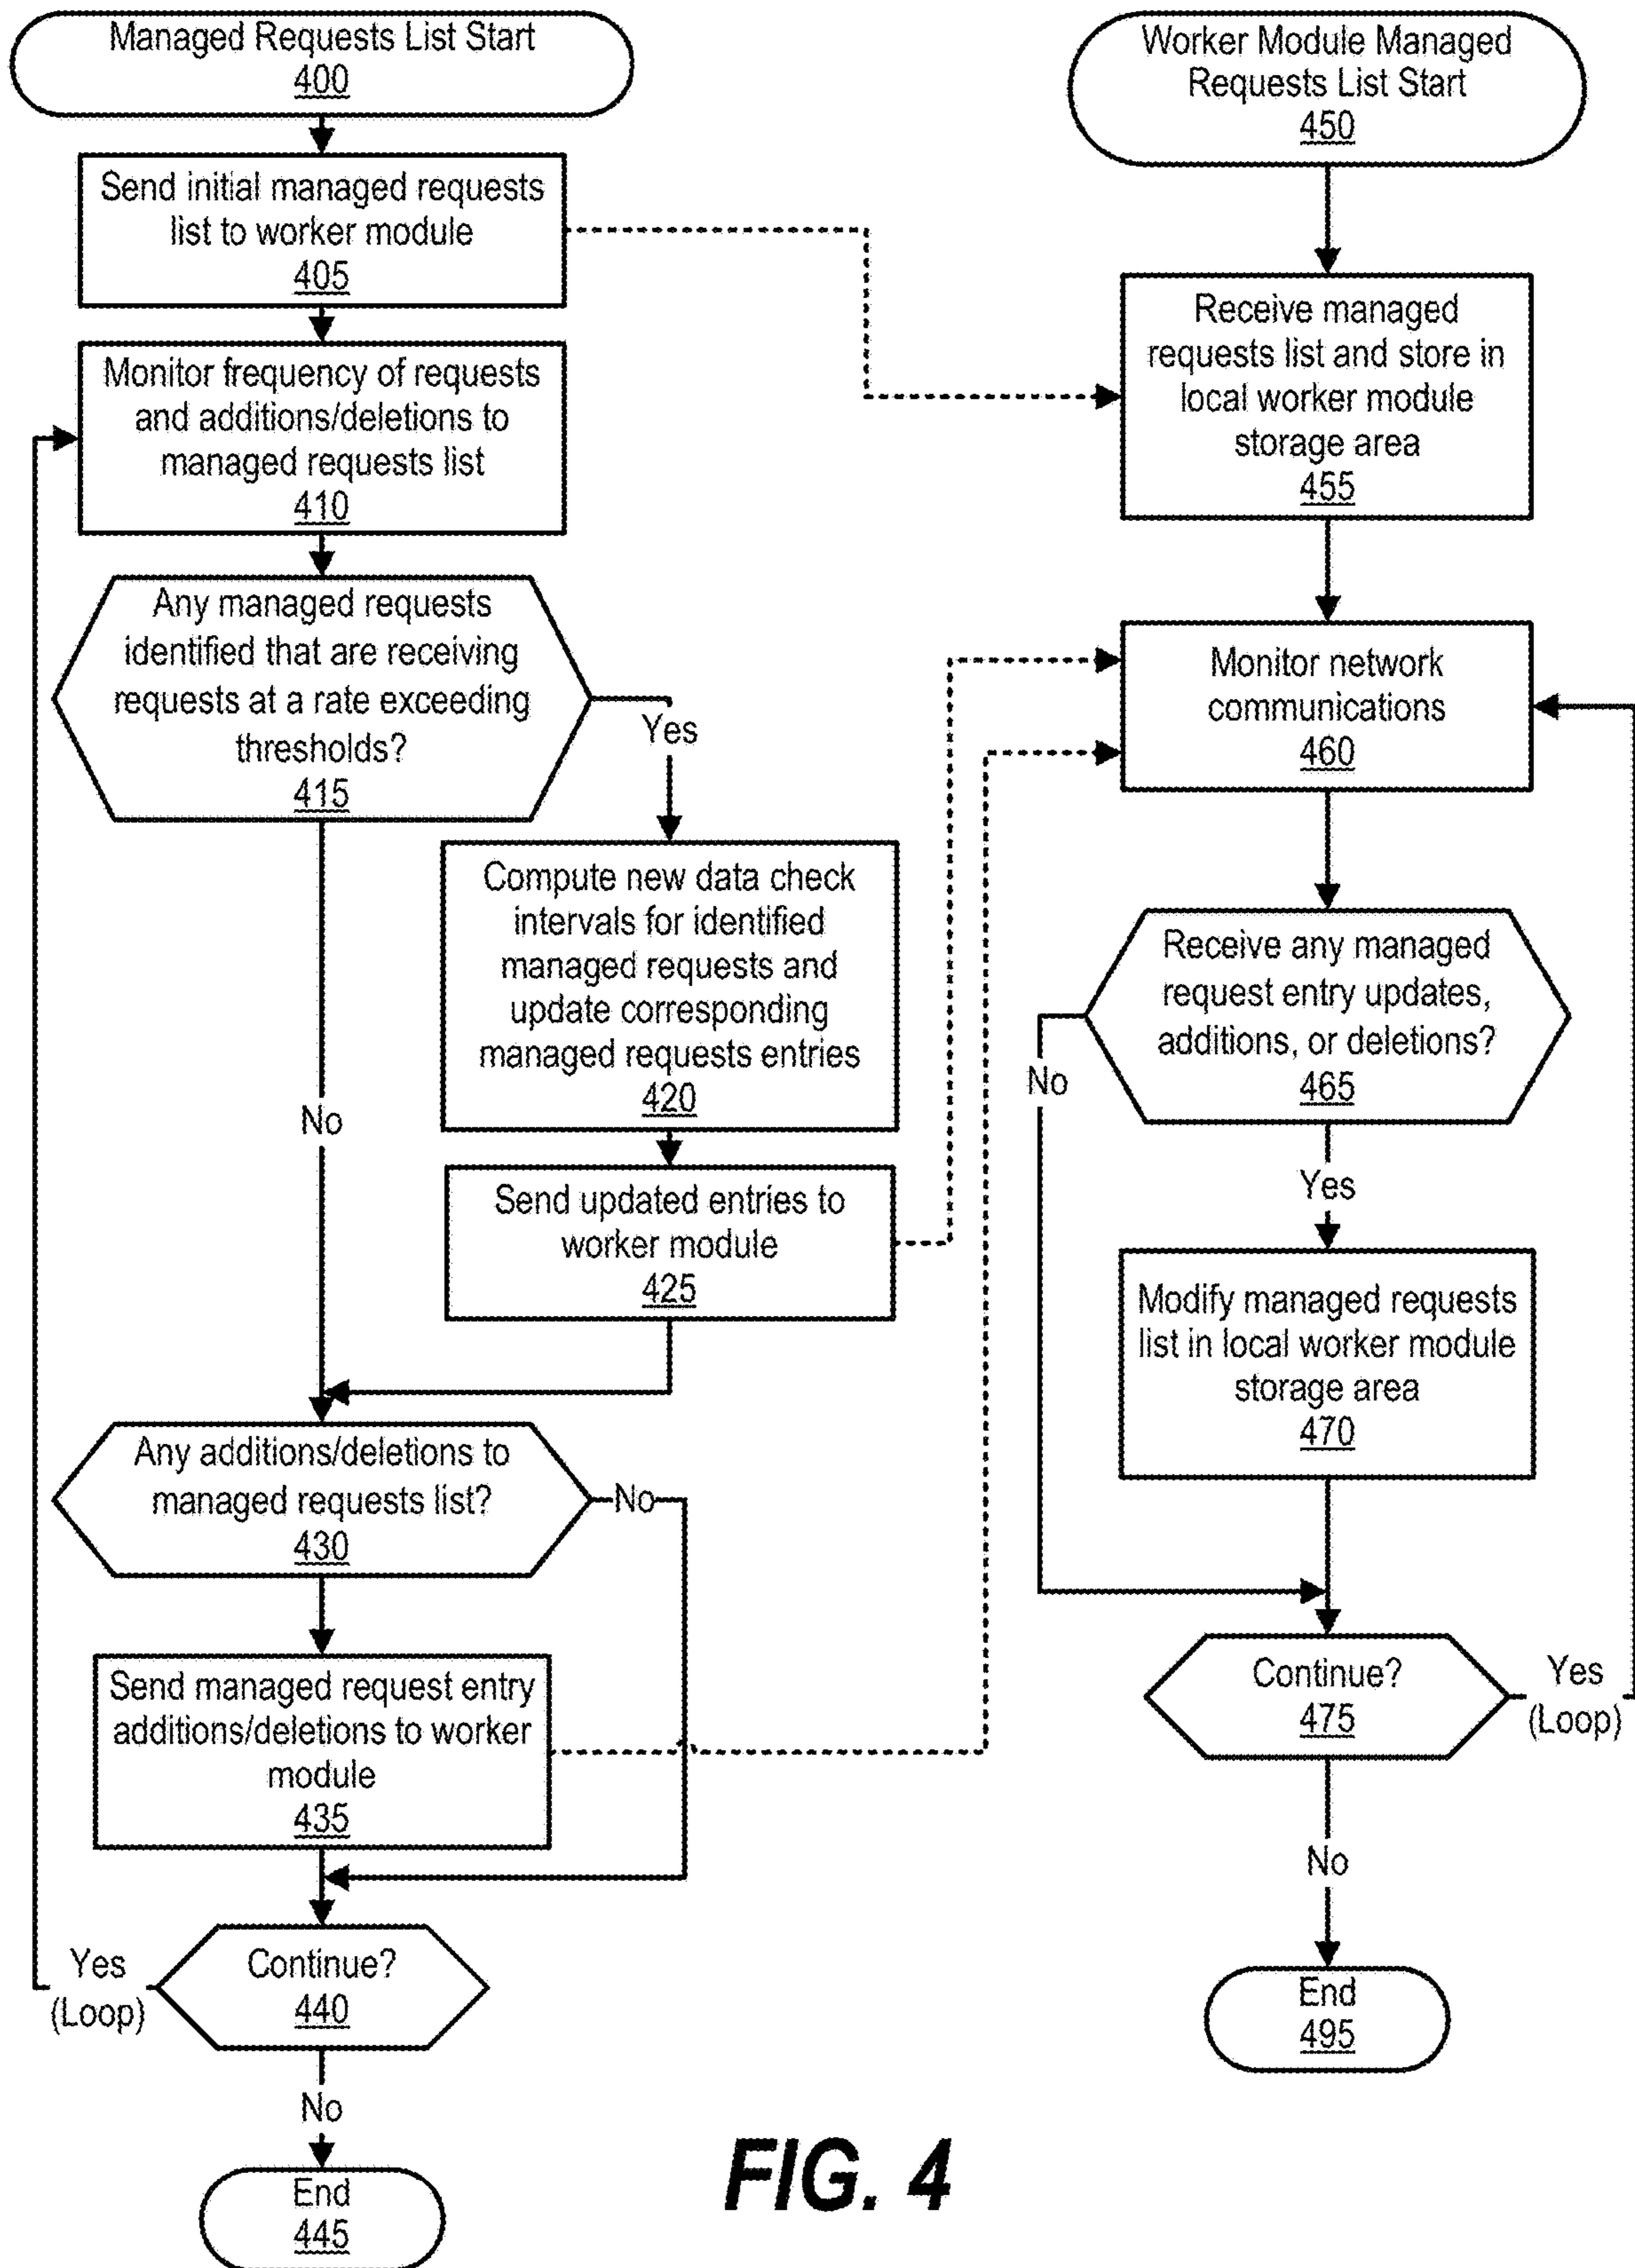 Managed Requests List Start
400
Send initial managed requests
list to worker module
405
Monitor frequency of requests
and additions/deletions to
managed requests list
410
Any managed requests
identified that are receiving
requests at a rate exceeding
thresholds?
415
Yes
No
Compute new data check
intervals for identified
managed requests and
update corresponding
managed requests entries
420
Send updated entries to
worker module
425
Any additions/deletions to
managed requests list?
430
No
Send managed request entry
additions/deletions to worker
module
435
Continue?
440
Yes
(Loop)
No
End
445
Worker Module Managed
Requests List Start
450
Receive managed
requests list and store in
local worker module
storage area
455
Monitor network
communications
460
Receive any managed
request entry updates,
additions, or deletions?
465
No
Yes
Modify managed requests
list in local worker module
storage area
470
Continue?
475
Yes
(Loop)
No
End
495
FIG. 4